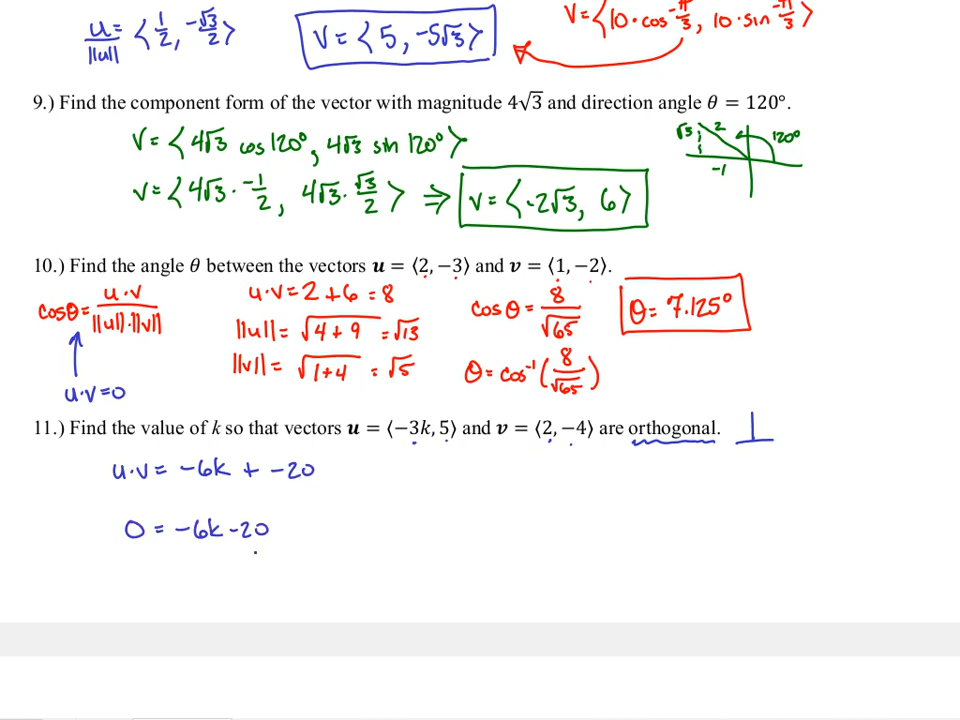 u/||u|| = ⟨1/2, -√3/2⟩
v = ⟨5, -5√3⟩
v = ⟨10·cos -π/3, 10·sin -π/3⟩
9.) Find the component form of the vector with magnitude 4√3 and direction angle θ = 120°.
v = ⟨4√3 cos 120°, 4√3 sin 120°⟩
√3 2 120°
-1
v = ⟨4√3 · -1/2, 4√3 · √3/2⟩ ⇒ v = ⟨-2√3, 6⟩
10.) Find the angle θ between the vectors u = ⟨2, −3⟩ and v = ⟨1, −2⟩.
cosθ = u·v/||u||·||v||
u·v = 0
u·v = 2 + 6 = 8
||u|| = √4+9 = √13
||v|| = √1+4 = √5
cosθ = 8/√65
θ = cos⁻¹(8/√65)
θ = 7.125°
11.) Find the value of k so that vectors u = ⟨−3k, 5⟩ and v = ⟨2, −4⟩ are orthogonal. ⊥
u·v = -6k + -20
0 = -6k -20